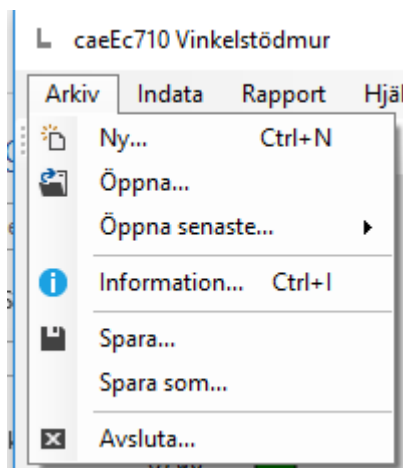 caeEc710 Vinkelstödmur
Arkiv Indata Rapport
Ny... Ctrl+N
Öppna...
Öppna senaste...
Information... Ctrl+I
Spara...
Spara som...
Avsluta...